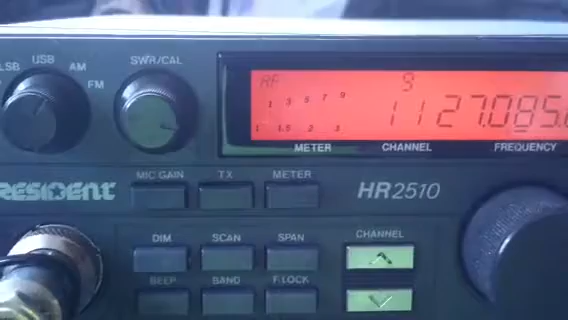 LSB USB AM FM SWR/CAL
RF S
1 3 5 7 9
1 1.5 2 3
11 27.085.
METER CHANNEL FREQUENCY
RESIDENT MIC GAIN TX METER HR2510
DIM SCAN SPAN CHANNEL
BEEP BAND F.LOCK